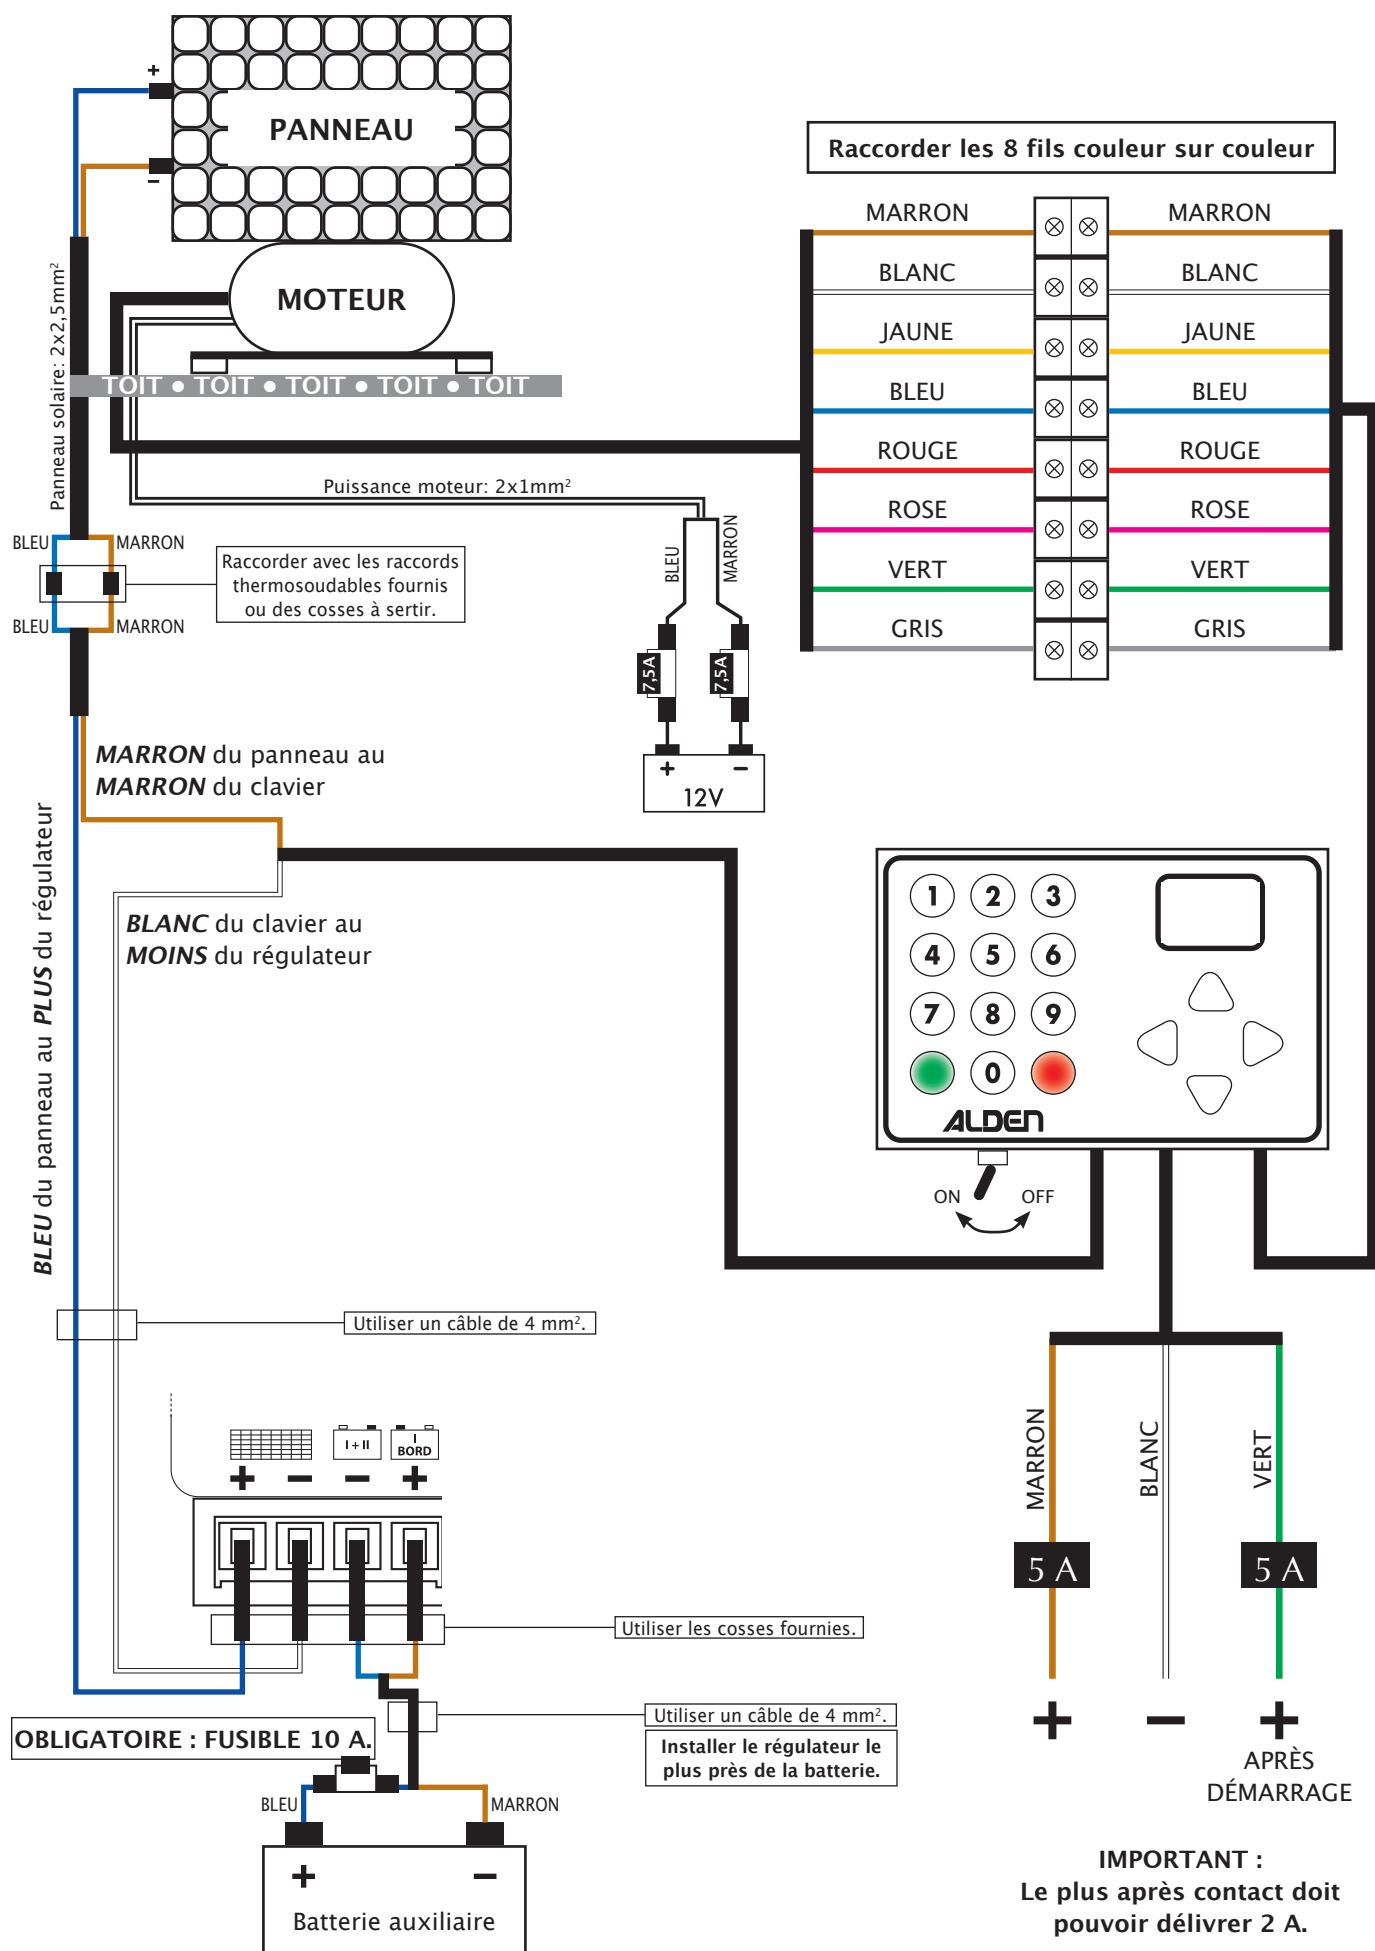 +
PANNEAU
−
Raccorder les 8 fils couleur sur couleur
MARRON MARRON
BLANC BLANC
JAUNE JAUNE
BLEU BLEU
ROUGE ROUGE
ROSE ROSE
VERT VERT
GRIS GRIS
MOTEUR
TOIT • TOIT • TOIT • TOIT • TOIT
Panneau solaire: 2x2,5mm²
Puissance moteur: 2x1mm²
BLEU MARRON
BLEU MARRON
Raccorder avec les raccords
thermosoudables fournis
ou des cosses à sertir.
BLEU
MARRON
7,5A 7,5A
+ −
12V
MARRON du panneau au
MARRON du clavier
BLEU du panneau au PLUS du régulateur
BLANC du clavier au
MOINS du régulateur
1 2 3
4 5 6
7 8 9
0
ALDEN
ON OFF
Utiliser un câble de 4 mm².
I + II
I
BORD
+ − − +
Utiliser les cosses fournies.
Utiliser un câble de 4 mm².
Installer le régulateur le
plus près de la batterie.
OBLIGATOIRE : FUSIBLE 10 A.
BLEU MARRON
+ −
Batterie auxiliaire
MARRON
BLANC
VERT
5 A 5 A
+ − +
APRÈS
DÉMARRAGE
IMPORTANT :
Le plus après contact doit
pouvoir délivrer 2 A.